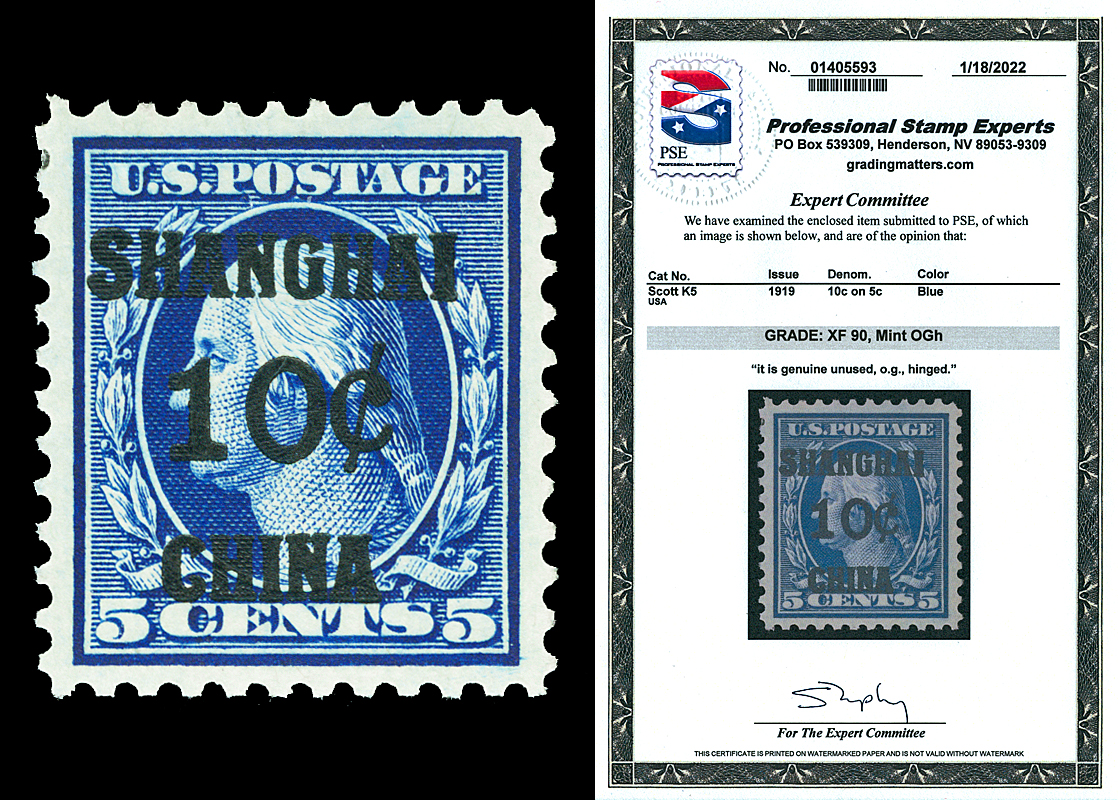 U.S. POSTAGE
SHANGHAI
10¢
CHINA
5 CENTS 5
PSE
PROFESSIONAL STAMP EXPERTS
No. 01405593 1/18/2022
Professional Stamp Experts
PO Box 539309, Henderson, NV 89053-9309
gradingmatters.com
Expert Committee
We have examined the enclosed item submitted to PSE, of which
an image is shown below, and are of the opinion that:
Cat No. Issue Denom. Color
Scott K5 1919 10c on 5c Blue
USA
GRADE: XF 90, Mint OGh
“it is genuine unused, o.g., hinged.”
U.S. POSTAGE
SHANGHAI
10¢
CHINA
5 CENTS 5
For The Expert Committee
THIS CERTIFICATE IS PRINTED ON WATERMARKED PAPER AND IS NOT VALID WITHOUT WATERMARK